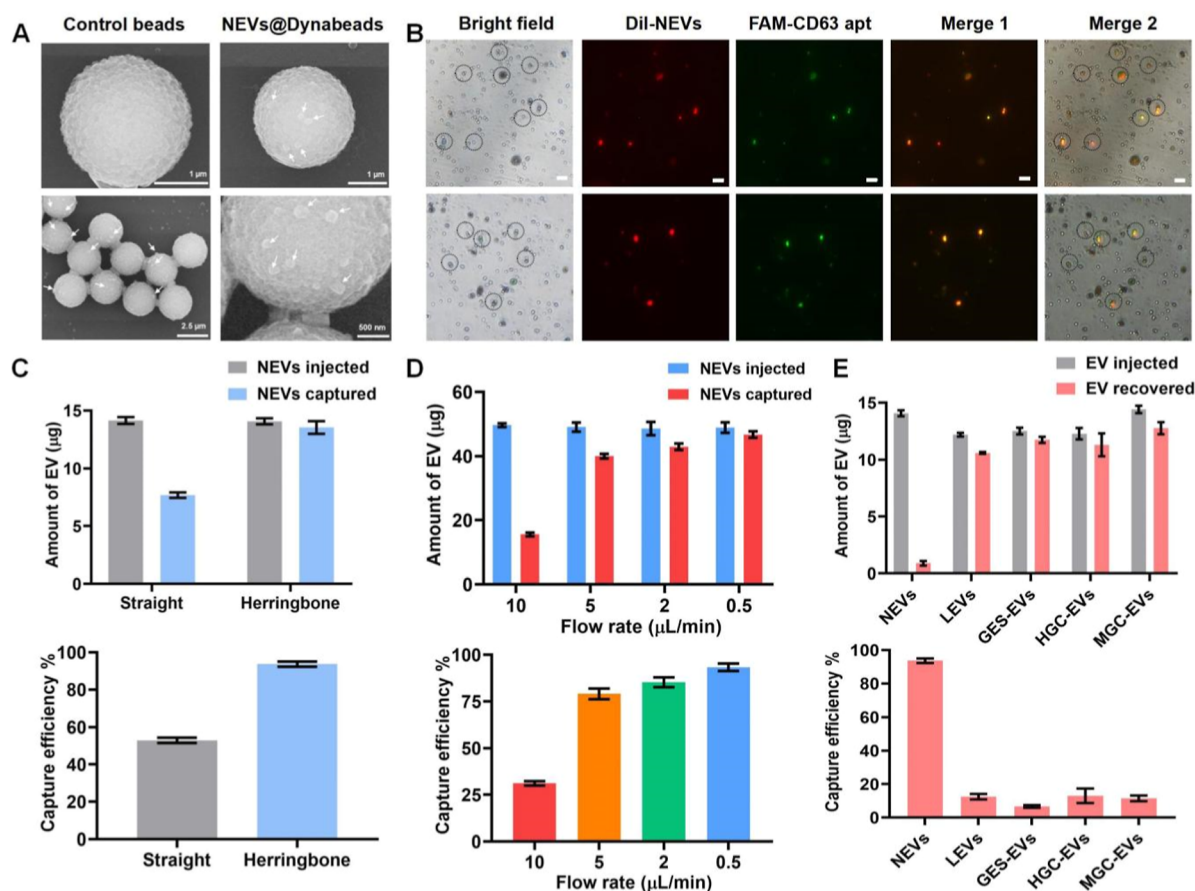 A
Control beads
NEVs@Dynabeads
1 µm
1 µm
2.5 µm
500 nm
B
Bright field
DiI-NEVs
FAM-CD63 apt
Merge 1
Merge 2
C
NEVs injected
NEVs captured
Amount of EV (µg)
15
10
5
0
Straight
Herringbone
Capture efficiency %
100
80
60
40
20
0
Straight
Herringbone
D
NEVs injected
NEVs captured
Amount of EV (µg)
60
40
20
0
10
5
2
0.5
Flow rate (µL/min)
Capture efficiency %
100
75
50
25
0
10
5
2
0.5
Flow rate (µL/min)
E
EV injected
EV recovered
Amount of EV (µg)
15
10
5
0
NEVs
LEVs
GES-EVs
HGC-EVs
MGC-EVs
Capture efficiency %
100
80
60
40
20
0
NEVs
LEVs
GES-EVs
HGC-EVs
MGC-EVs